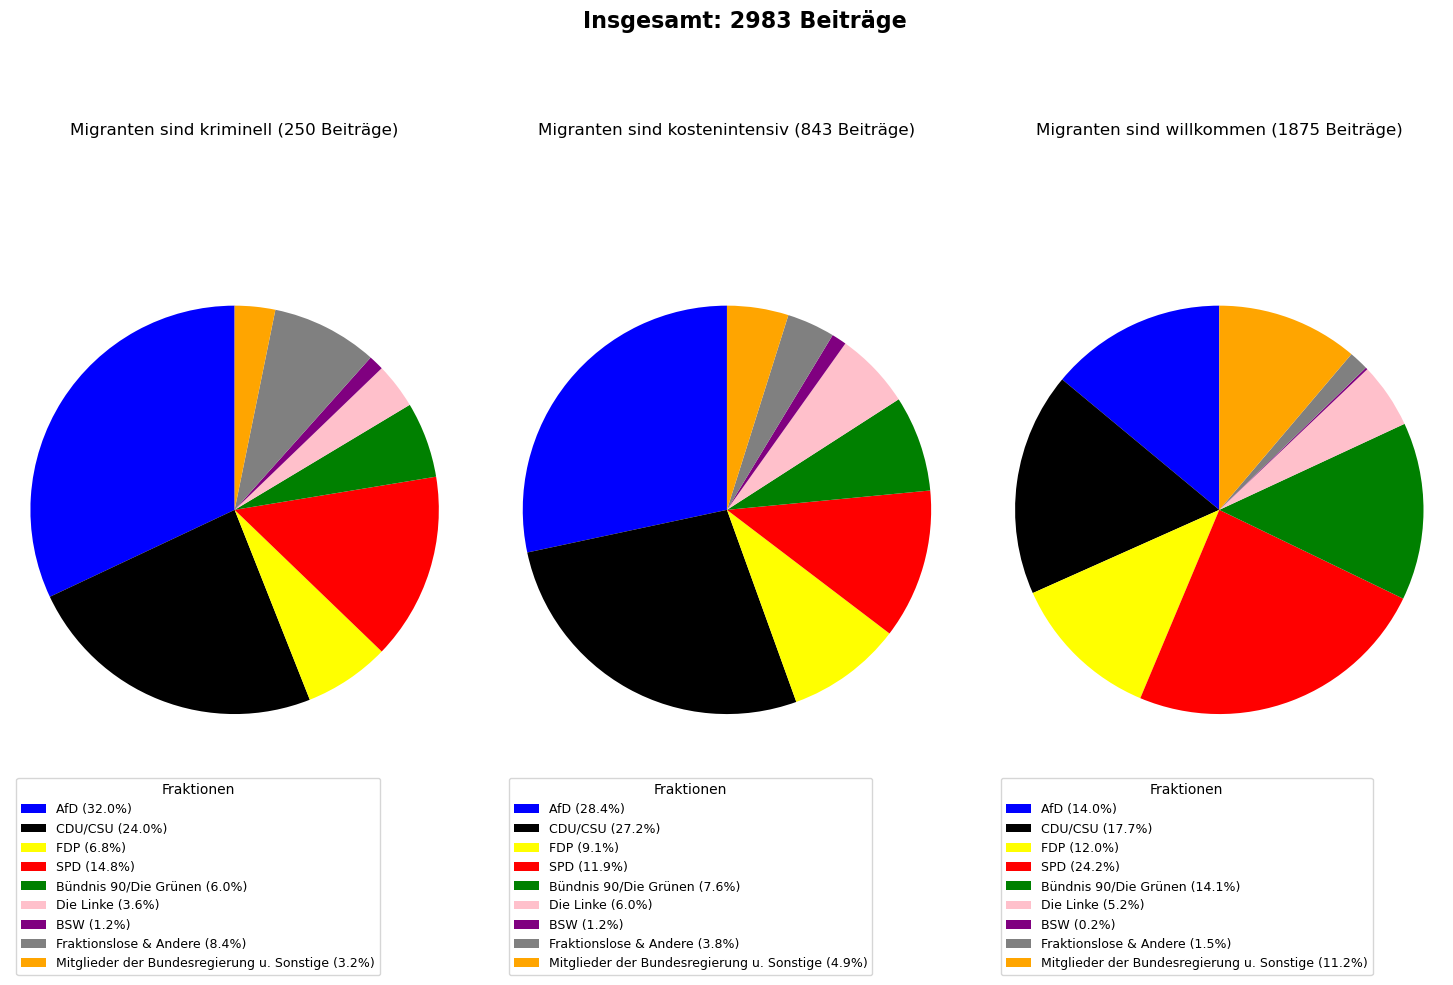 Insgesamt: 2983 Beiträge
Migranten sind kriminell (250 Beiträge)
Migranten sind kostenintensiv (843 Beiträge)
Migranten sind willkommen (1875 Beiträge)
Fraktionen
AfD (32.0%)
CDU/CSU (24.0%)
FDP (6.8%)
SPD (14.8%)
Bündnis 90/Die Grünen (6.0%)
Die Linke (3.6%)
BSW (1.2%)
Fraktionslose & Andere (8.4%)
Mitglieder der Bundesregierung u. Sonstige (3.2%)
Fraktionen
AfD (28.4%)
CDU/CSU (27.2%)
FDP (9.1%)
SPD (11.9%)
Bündnis 90/Die Grünen (7.6%)
Die Linke (6.0%)
BSW (1.2%)
Fraktionslose & Andere (3.8%)
Mitglieder der Bundesregierung u. Sonstige (4.9%)
Fraktionen
AfD (14.0%)
CDU/CSU (17.7%)
FDP (12.0%)
SPD (24.2%)
Bündnis 90/Die Grünen (14.1%)
Die Linke (5.2%)
BSW (0.2%)
Fraktionslose & Andere (1.5%)
Mitglieder der Bundesregierung u. Sonstige (11.2%)